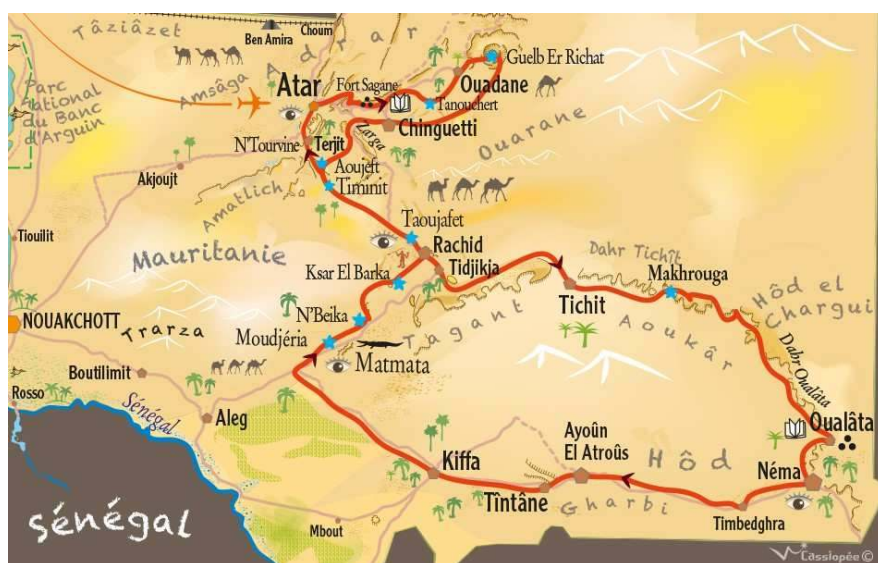 Tâziâzet
Ben Amira
Choum
Adrar
Guelb Er Richat
Amsâga
Atar
Fort Sagane
Ouadane
Parc
National
du Banc
d'Arguin
Tanouchert
Chinguetti
Zarga
Ouarane
N'Tourvine
Terjit
Aoujeft
Timinit
Akjoujt
Amatlich
Tiouilit
Taoujafet
Mauritanie
Rachid
Tidjikja
Dahr Tichît
Makhrouga
Ksar El Barka
Hôd el
Chargui
Tichit
NOUAKCHOTT
N'Beika
Trarza
Tagant
Aoukâr
Moudjéria
Matmata
Dahr Oualâta
Boutilimit
Rosso
Sénégal
Aleg
Oualâta
Ayoûn
El Atroûs
Kiffa
Hôd
Néma
Tîntâne
Gharbi
Timbedghra
Sénégal
Mbout
Cassiopée ©